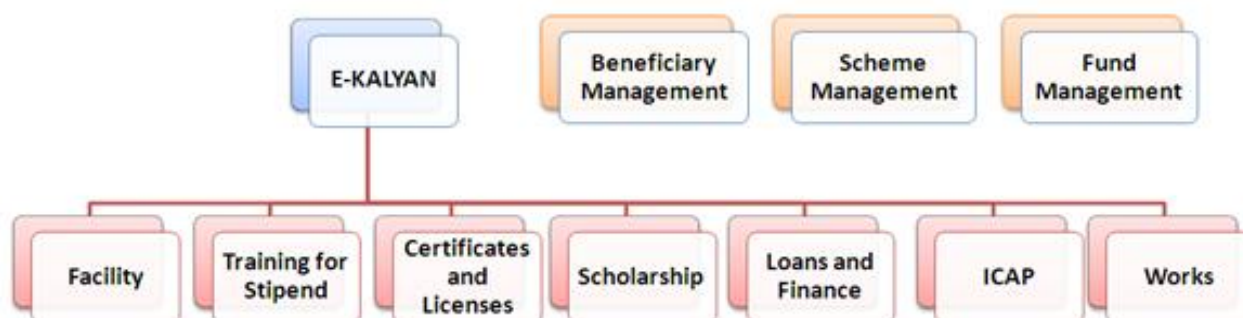 E-KALYAN
Beneficiary
Management
Scheme
Management
Fund
Management
Facility
Training for
Stipend
Certificates
and
Licenses
Scholarship
Loans and
Finance
ICAP
Works